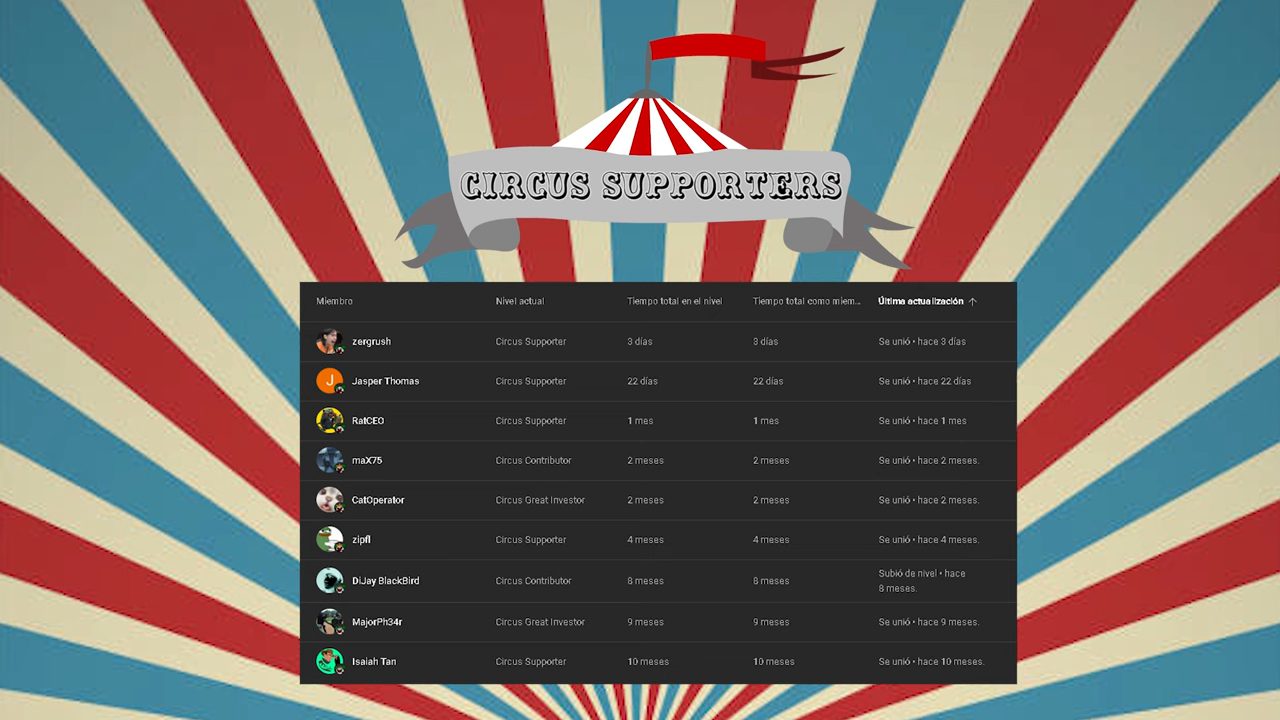 CIRCUS SUPPORTERS
Miembro Nivel actual Tiempo total en el nivel Tiempo total como miem... Última actualización ↑
zergrush Circus Supporter 3 días 3 días Se unió • hace 3 días
J Jasper Thomas Circus Supporter 22 días 22 días Se unió • hace 22 días
RatCEO Circus Supporter 1 mes 1 mes Se unió • hace 1 mes
maX75 Circus Contributor 2 meses 2 meses Se unió • hace 2 meses.
CatOperator Circus Great Investor 2 meses 2 meses Se unió • hace 2 meses.
zipfl Circus Supporter 4 meses 4 meses Se unió • hace 4 meses.
DiJay BlackBird Circus Contributor 8 meses 8 meses Subió de nivel • hace
8 meses.
MajorPh34r Circus Great Investor 9 meses 9 meses Se unió • hace 9 meses.
Isaiah Tan Circus Supporter 10 meses 10 meses Se unió • hace 10 meses.